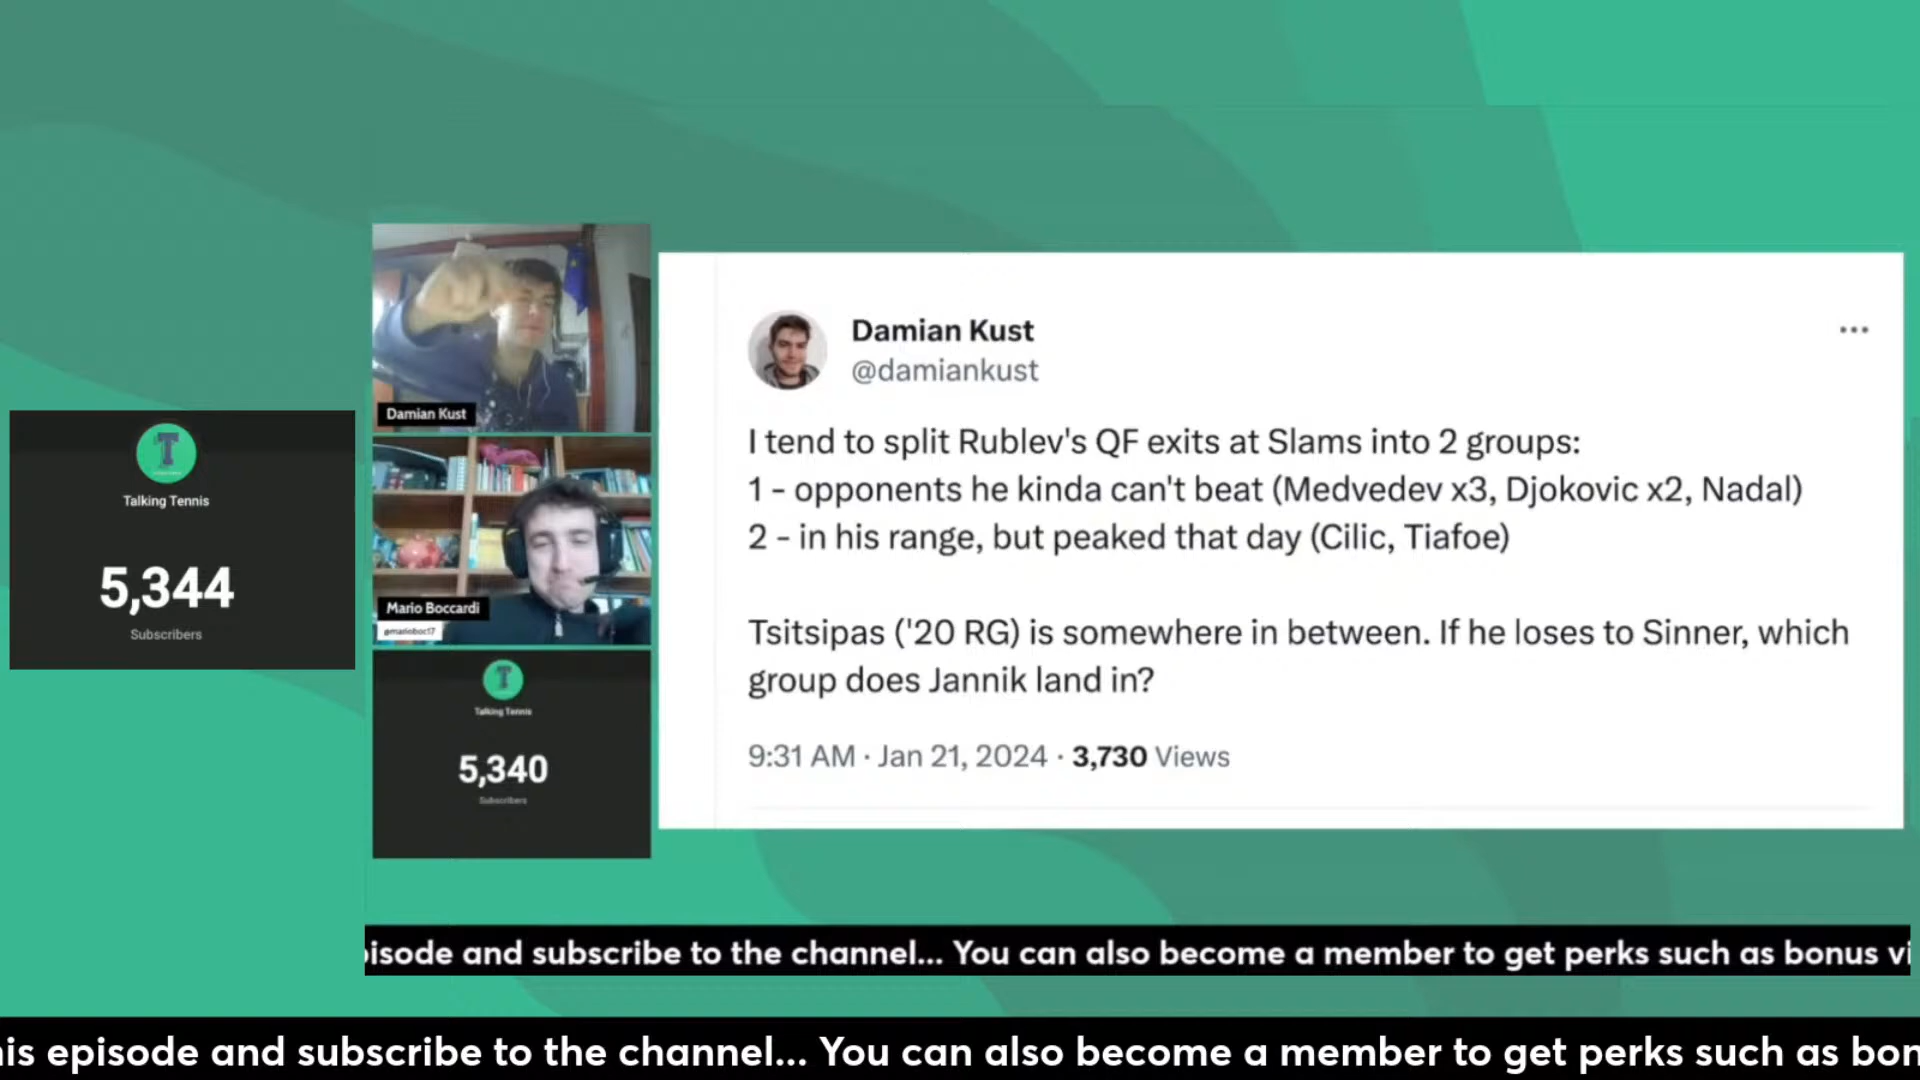 Talking Tennis
5,344
Subscribers
Damian Kust
Mario Boccardi
@marioboc17
Talking Tennis
5,340
Subscribers
Damian Kust
@damiankust
I tend to split Rublev's QF exits at Slams into 2 groups:
1 - opponents he kinda can't beat (Medvedev x3, Djokovic x2, Nadal)
2 - in his range, but peaked that day (Cilic, Tiafoe)
Tsitsipas ('20 RG) is somewhere in between. If he loses to Sinner, which
group does Jannik land in?
9:31 AM · Jan 21, 2024 · 3,730 Views
isode and subscribe to the channel... You can also become a member to get perks such as bonus vi
is episode and subscribe to the channel... You can also become a member to get perks such as bon